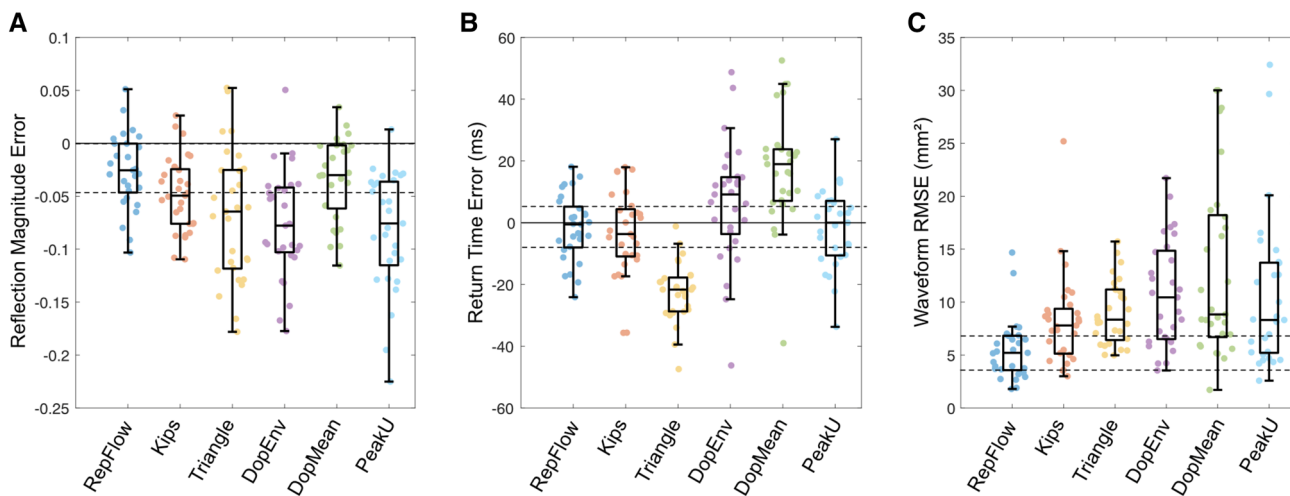 A
Reflection Magnitude Error
0.1
0.05
0
-0.05
-0.1
-0.15
-0.2
-0.25
RepFlow
Kips
Triangle
DopEnv
DopMean
PeakU
B
Return Time Error (ms)
60
40
20
0
-20
-40
-60
RepFlow
Kips
Triangle
DopEnv
DopMean
PeakU
C
Waveform RMSE (mm²)
35
30
25
20
15
10
5
0
RepFlow
Kips
Triangle
DopEnv
DopMean
PeakU